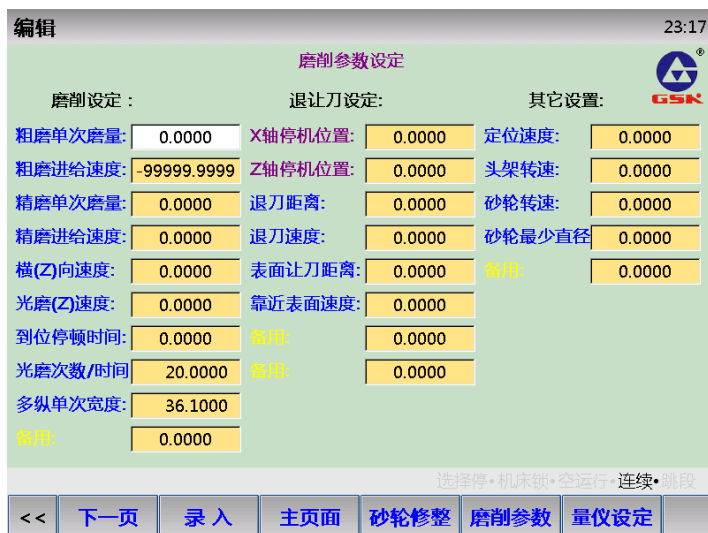 编辑 23:17
磨削参数设定
GSK ®
磨削设定： 退让刀设定: 其它设置:
粗磨单次磨量: 0.0000 X轴停机位置: 0.0000 定位速度: 0.0000
粗磨进给速度: -99999.9999 Z轴停机位置: 0.0000 头架转速: 0.0000
精磨单次磨量: 0.0000 退刀距离: 0.0000 砂轮转速: 0.0000
精磨进给速度: 0.0000 退刀速度: 0.0000 砂轮最少直径 0.0000
横(Z)向速度: 0.0000 表面让刀距离: 0.0000 备用: 0.0000
光磨(Z)速度: 0.0000 靠近表面速度: 0.0000
到位停顿时间: 0.0000 备用: 0.0000
光磨次数/时间 20.0000 备用: 0.0000
多纵单次宽度: 36.1000
备用: 0.0000
选择停•机床锁•空运行•连续•跳段
<< 下一页 录入 主页面 砂轮修整 磨削参数 量仪设定